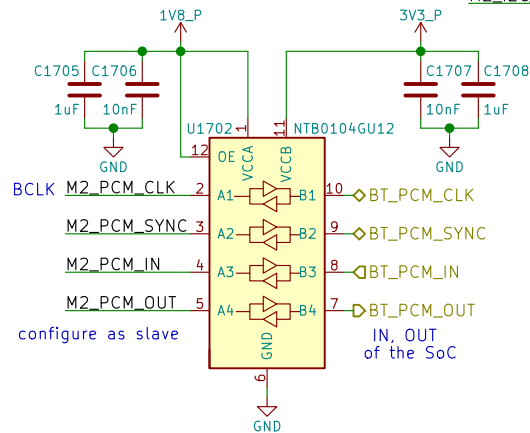 1V8_P
3V3_P
C1705
C1706
C1707
C1708
1uF
10nF
10nF
1uF
GND
GND
U1702
NTB0104GU12
1
11
12
OE
VCCA
VCCB
BCLK
M2_PCM_CLK
2
A1
B1
10
BT_PCM_CLK
M2_PCM_SYNC
3
A2
B2
9
BT_PCM_SYNC
M2_PCM_IN
4
A3
B3
8
BT_PCM_IN
M2_PCM_OUT
5
A4
B4
7
BT_PCM_OUT
configure as slave
GND
IN, OUT
of the SoC
6
GND